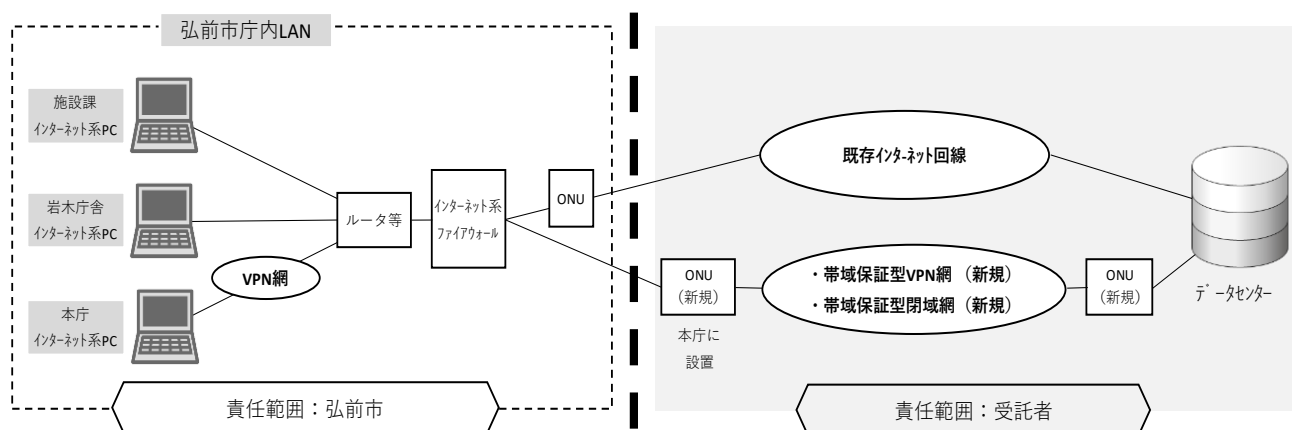 弘前市庁内LAN
施設課
インターネット系PC
岩木庁舎
インターネット系PC
本庁
インターネット系PC
VPN網
ルータ等
インターネット系
ファイアウォール
ONU
既存インタ-ネット回線
ONU
(新規)
本庁に
設置
・帯域保証型VPN網(新規)
・帯域保証型閉域網(新規)
ONU
(新規)
データセンター
責任範囲：弘前市
責任範囲：受託者